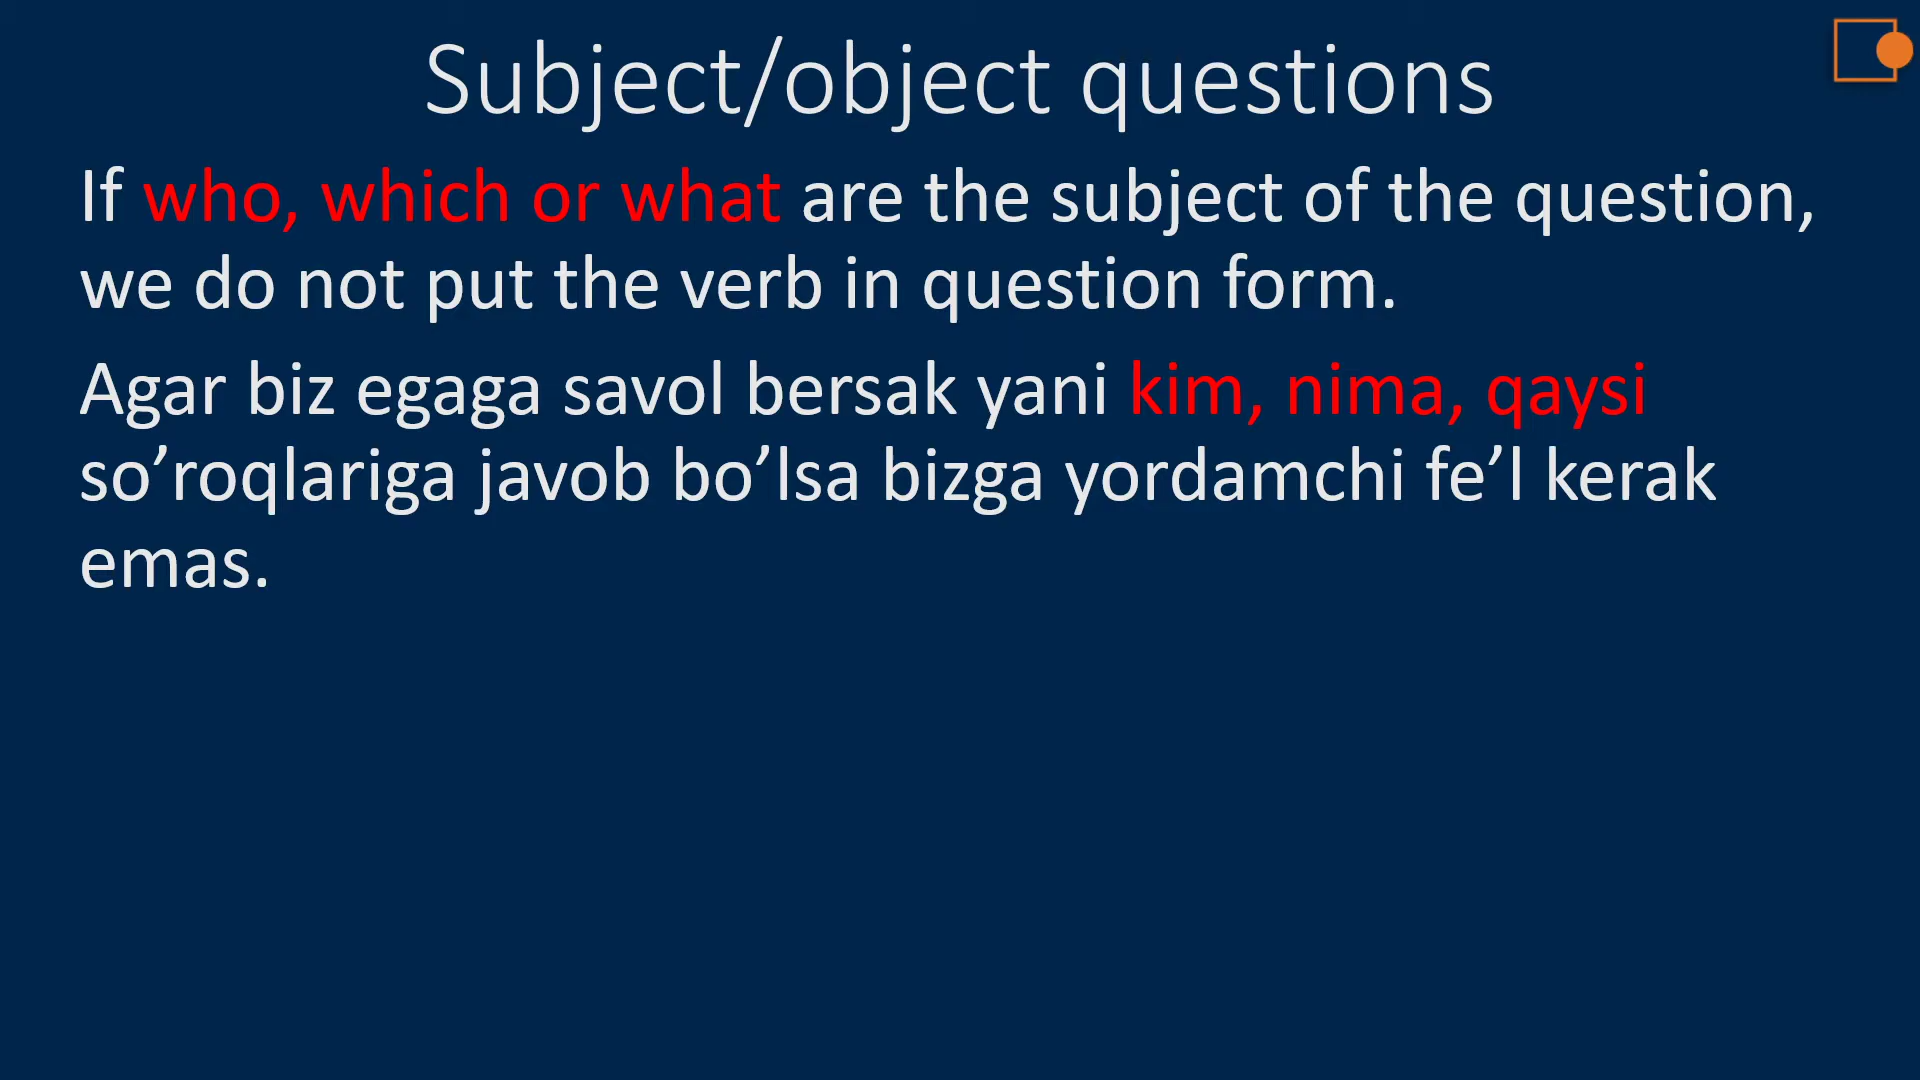 Subject/object questions
If who, which or what are the subject of the question,
we do not put the verb in question form.
Agar biz egaga savol bersak yani kim, nima, qaysi
so’roqlariga javob bo’lsa bizga yordamchi fe’l kerak
emas.